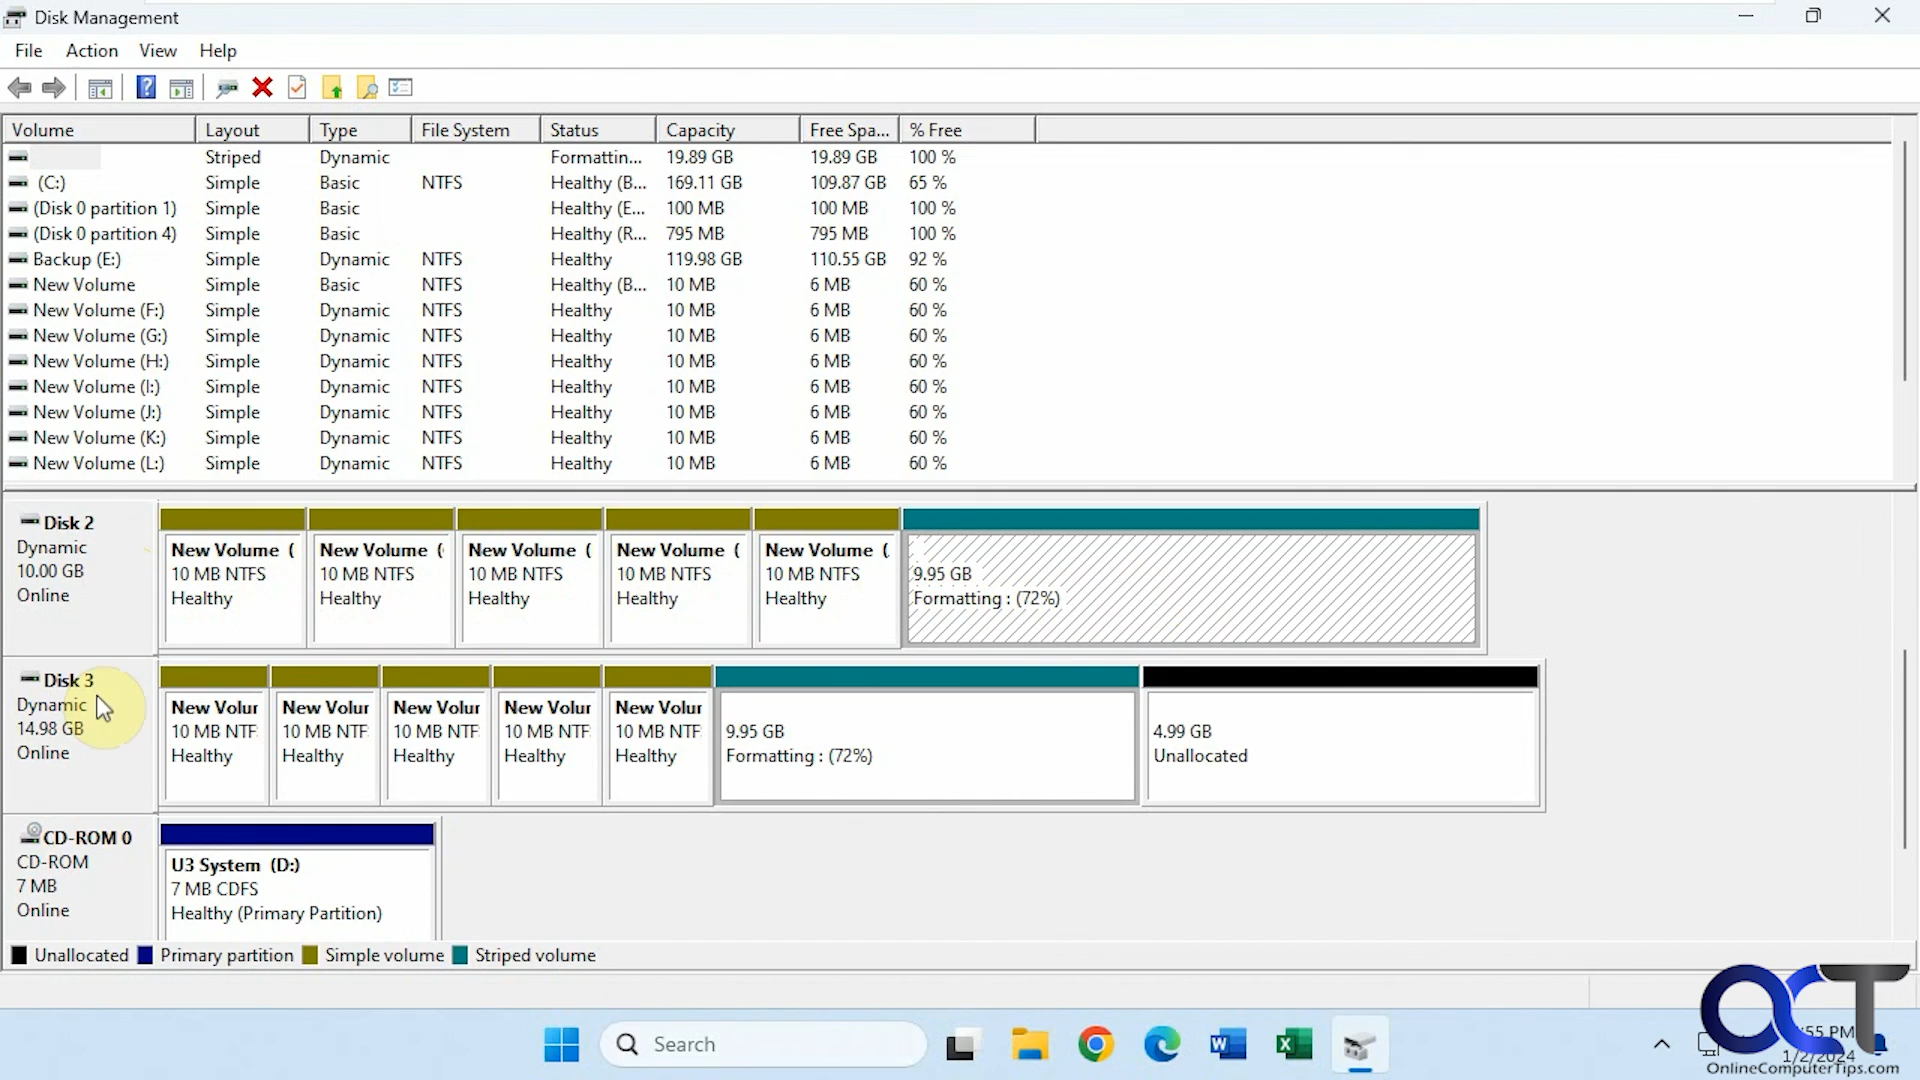 Disk Management
File Action View Help
Volume Layout Type File System Status Capacity Free Spa... % Free
Striped Dynamic Formattin... 19.89 GB 19.89 GB 100 %
(C:) Simple Basic NTFS Healthy (B... 169.11 GB 109.87 GB 65 %
(Disk 0 partition 1) Simple Basic Healthy (E... 100 MB 100 MB 100 %
(Disk 0 partition 4) Simple Basic Healthy (R... 795 MB 795 MB 100 %
Backup (E:) Simple Dynamic NTFS Healthy 119.98 GB 110.55 GB 92 %
New Volume Simple Basic NTFS Healthy (B... 10 MB 6 MB 60 %
New Volume (F:) Simple Dynamic NTFS Healthy 10 MB 6 MB 60 %
New Volume (G:) Simple Dynamic NTFS Healthy 10 MB 6 MB 60 %
New Volume (H:) Simple Dynamic NTFS Healthy 10 MB 6 MB 60 %
New Volume (I:) Simple Dynamic NTFS Healthy 10 MB 6 MB 60 %
New Volume (J:) Simple Dynamic NTFS Healthy 10 MB 6 MB 60 %
New Volume (K:) Simple Dynamic NTFS Healthy 10 MB 6 MB 60 %
New Volume (L:) Simple Dynamic NTFS Healthy 10 MB 6 MB 60 %
Disk 2
Dynamic
10.00 GB
Online
New Volume ( New Volume ( New Volume ( New Volume ( New Volume (
10 MB NTFS 10 MB NTFS 10 MB NTFS 10 MB NTFS 10 MB NTFS 9.95 GB
Healthy Healthy Healthy Healthy Healthy Formatting : (72%)
Disk 3
Dynamic
14.98 GB
Online
New Volur New Volur New Volur New Volur New Volur
10 MB NTF 10 MB NTF 10 MB NTF 10 MB NTF 10 MB NTF 9.95 GB 4.99 GB
Healthy Healthy Healthy Healthy Healthy Formatting : (72%) Unallocated
CD-ROM 0
CD-ROM
7 MB
Online
U3 System (D:)
7 MB CDFS
Healthy (Primary Partition)
Unallocated Primary partition Simple volume Striped volume
Search
:55 PM
1/2/2024
OCT
OnlineComputerTips.com